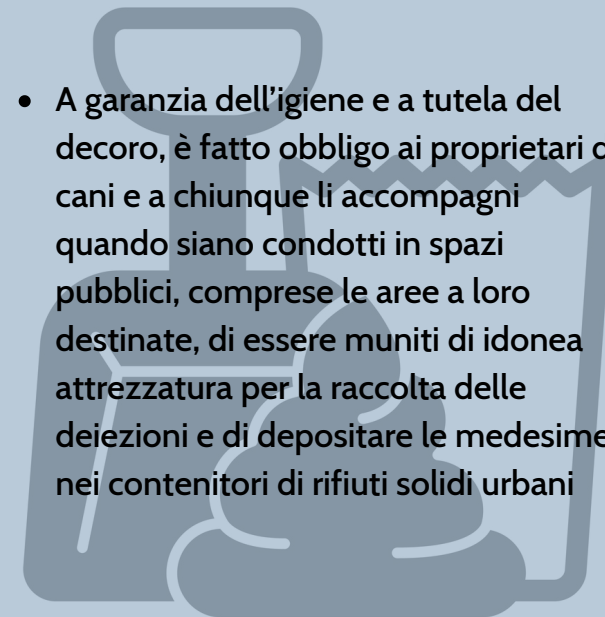 • A garanzia dell'igiene e a tutela del
decoro, è fatto obbligo ai proprietari
cani e a chiunque li accompagni
quando siano condotti in spazi
pubblici, comprese le aree a loro
destinate, di essere muniti di idonea
attrezzatura per la raccolta delle
deiezioni e di depositare le medesime
nei contenitori di rifiuti solidi urbani